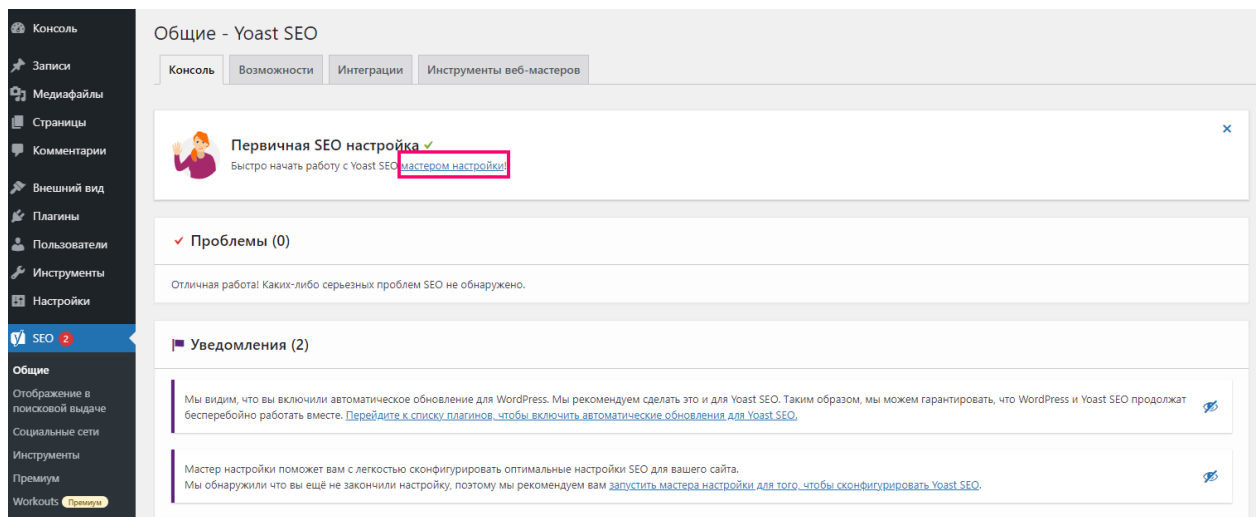 Консоль
Записи
Медиафайлы
Страницы
Комментарии
Внешний вид
Плагины
Пользователи
Инструменты
Настройки
SEO 2
Общие
Отображение в
поисковой выдаче
Социальные сети
Инструменты
Премиум
Workouts Премиум
Общие - Yoast SEO
Консоль Возможности Интеграции Инструменты веб-мастеров
Первичная SEO настройка
Быстро начать работу с Yoast SEO мастером настройки!
Проблемы (0)
Отличная работа! Каких-либо серьезных проблем SEO не обнаружено.
Уведомления (2)
Мы видим, что вы включили автоматическое обновление для WordPress. Мы рекомендуем сделать это и для Yoast SEO. Таким образом, мы можем гарантировать, что WordPress и Yoast SEO продолжат
бесперебойно работать вместе. Перейдите к списку плагинов, чтобы включить автоматические обновления для Yoast SEO.
Мастер настройки поможет вам с легкостью сконфигурировать оптимальные настройки SEO для вашего сайта.
Мы обнаружили что вы ещё не закончили настройку, поэтому мы рекомендуем вам запустить мастера настройки для того, чтобы сконфигурировать Yoast SEO.